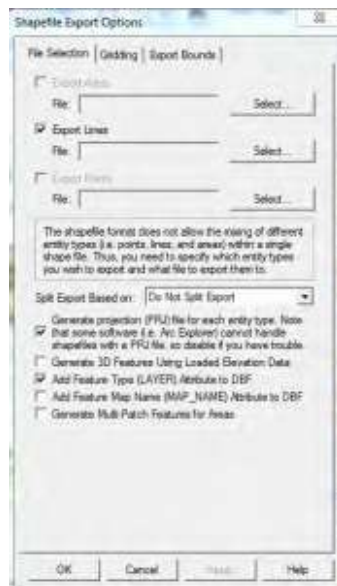 Shapefile Export Options
File Selection Gridding Export Bounds
Export Areas
File: Select...
Export Lines
File: Select...
Export Points
File: Select...
The shapefile format does not allow the mixing of different
entity types (i.e. points, lines, and areas) within a single
shape file. Thus, you need to specify which entity types
you wish to export and what file to export them to.
Split Export Based on: Do Not Split Export
Generate projection (PRJ) file for each entity type. Note
that some software (i.e. Arc Explorer) cannot handle
shapefiles with a PRJ file, so disable if you have trouble.
Generate 3D Features Using Loaded Elevation Data
Add Feature Type (LAYER) Attribute to DBF
Add Feature Map Name (MAP_NAME) Attribute to DBF
Generate Multi-Patch Features for Areas
OK Cancel Help